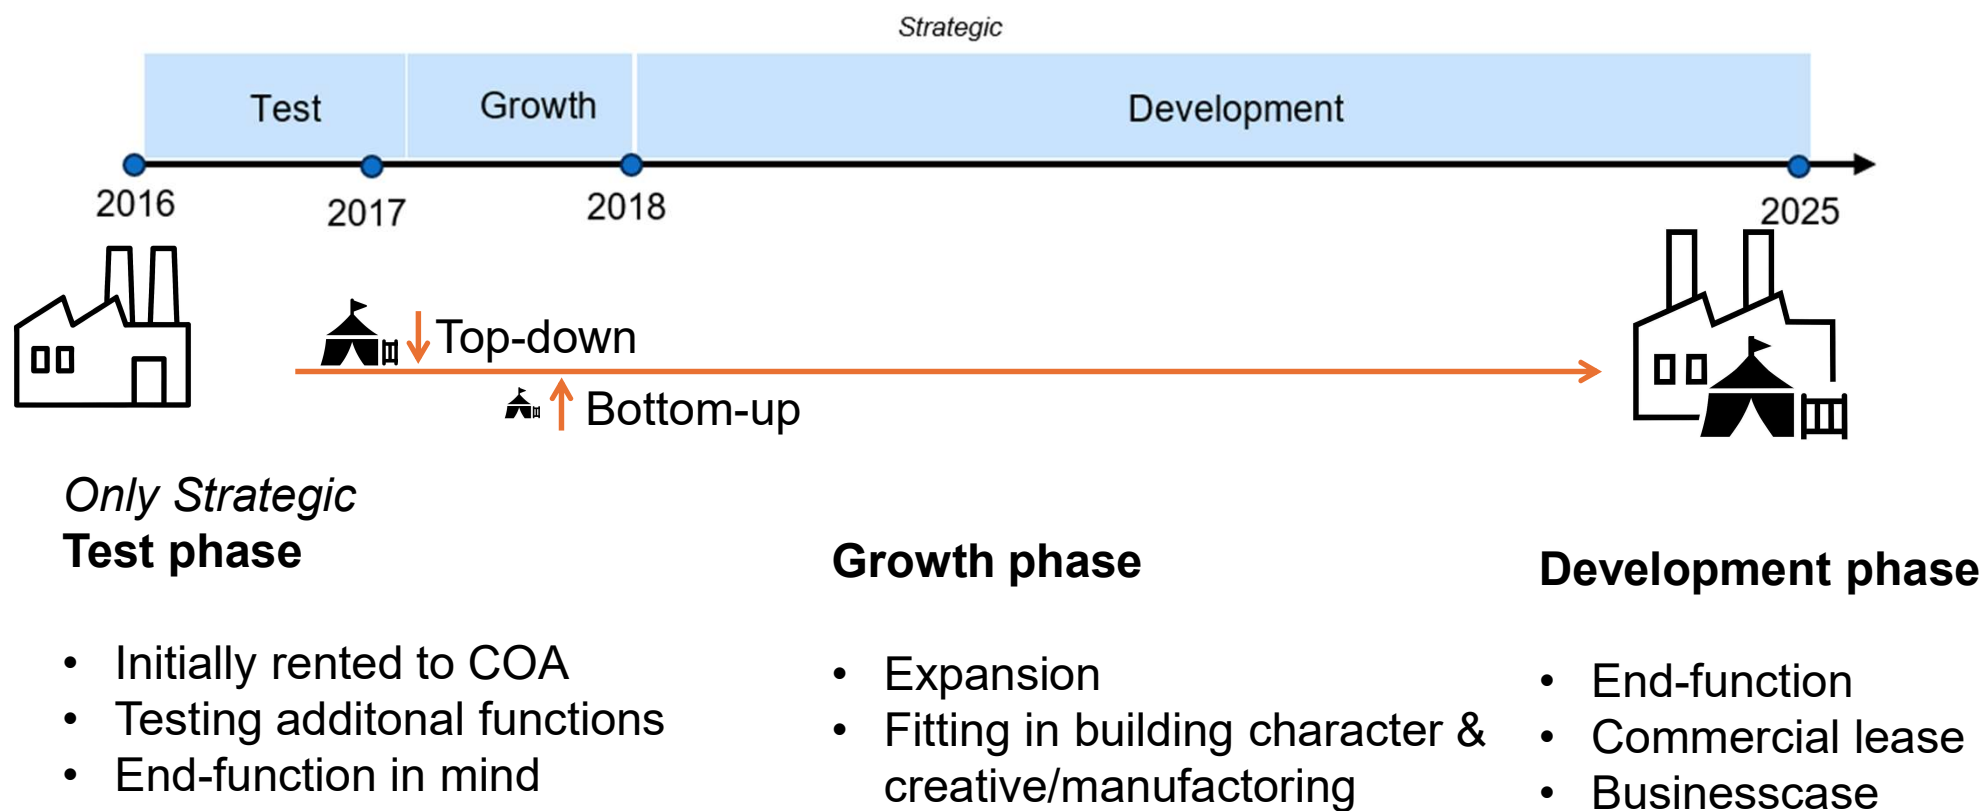 Strategic
Test
Growth
Development
2016
2017
2018
2025
Top-down
Bottom-up
Only Strategic
Test phase
• Initially rented to COA
• Testing additonal functions
• End-function in mind
Growth phase
• Expansion
• Fitting in building character &
creative/manufactoring
Development phase
• End-function
• Commercial lease
• Businesscase